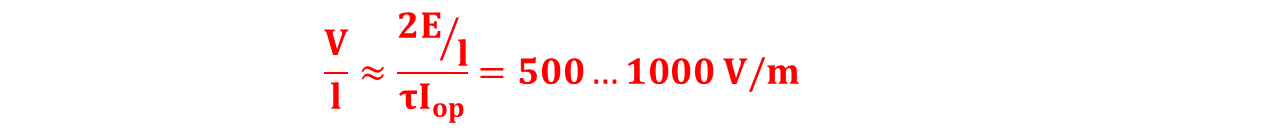 V/l ≈ (2E/l)/(τI_op) = 500 … 1000 V/m